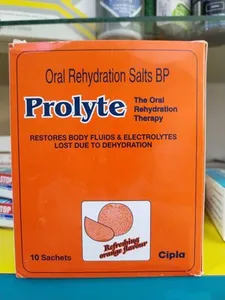 Oral Rehydration Salts BP
Prolyte
The Oral
Rehydration
Therapy
RESTORES BODY FLUIDS & ELECTROLYTES
LOST DUE TO DEHYDRATION
Refreshing
orange flavour
10 Sachets
Cipla